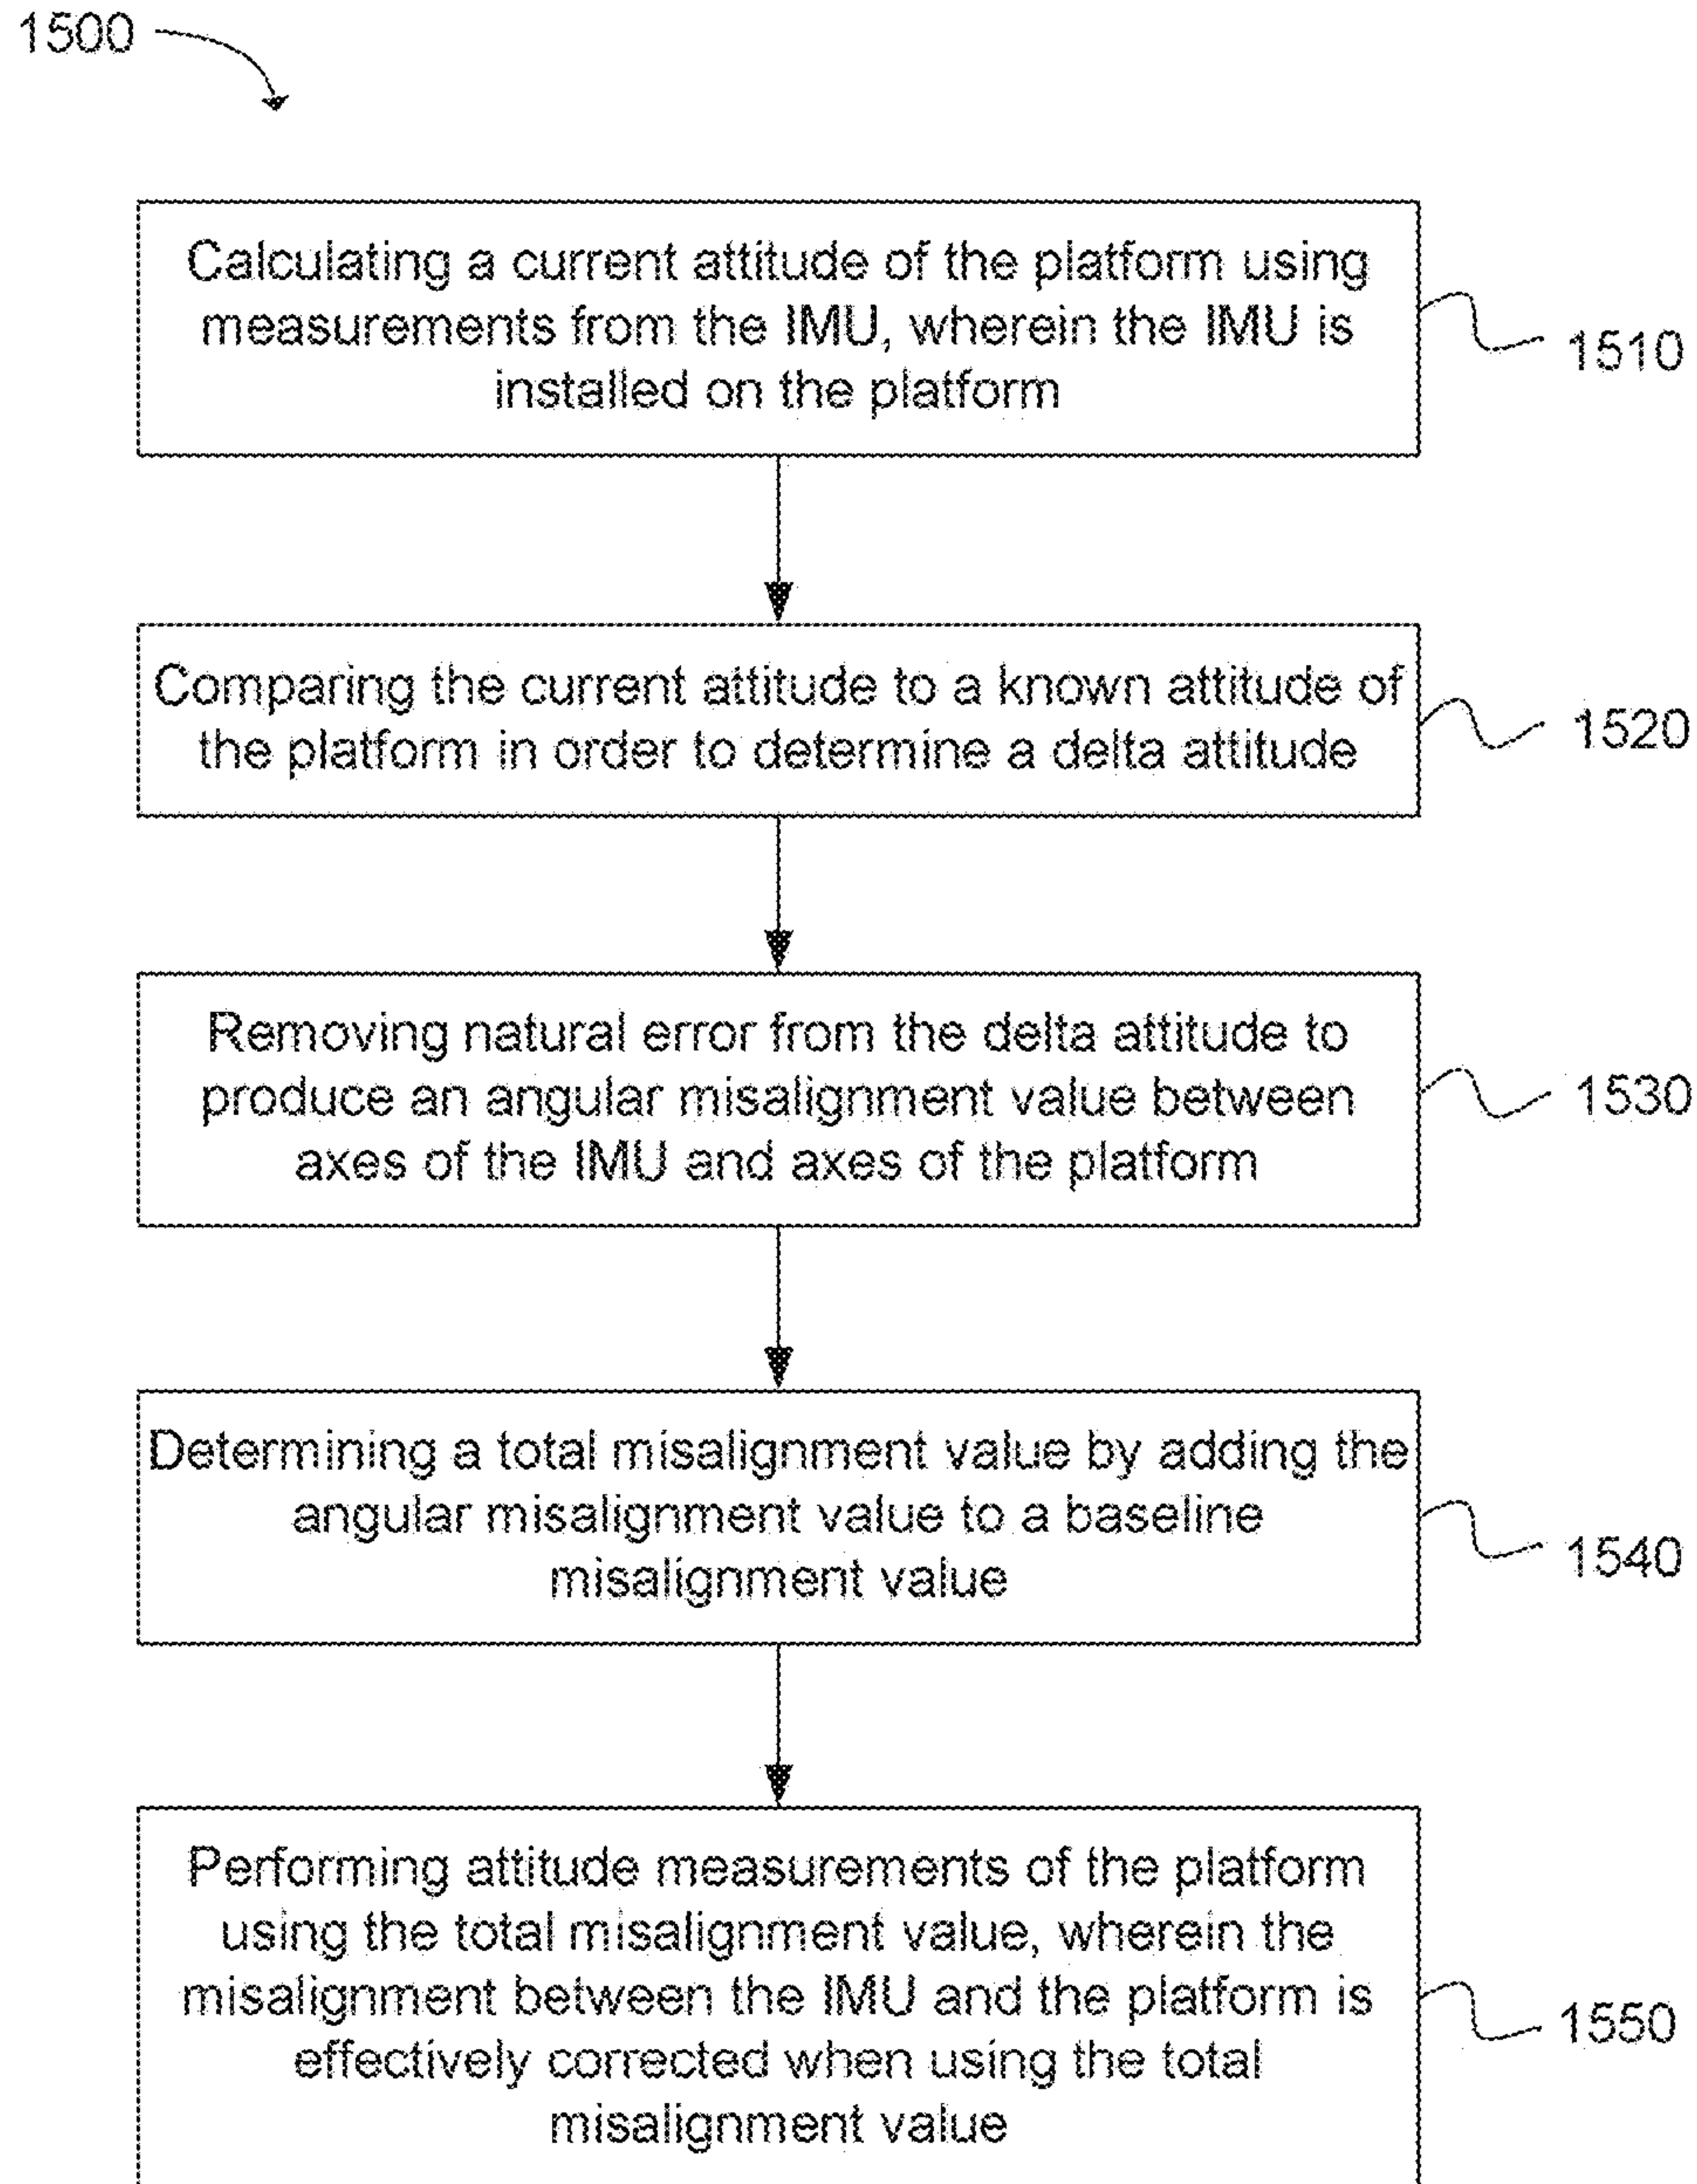 1500
Calculating a current attitude of the platform using
measurements from the IMU, wherein the IMU is
installed on the platform
1510
Comparing the current attitude to a known attitude of
the platform in order to determine a delta attitude
1520
Removing natural error from the delta attitude to
produce an angular misalignment value between
axes of the IMU and axes of the platform
1530
Determining a total misalignment value by adding the
angular misalignment value to a baseline
misalignment value
1540
Performing attitude measurements of the platform
using the total misalignment value, wherein the
misalignment between the IMU and the platform is
effectively corrected when using the total
misalignment value
1550